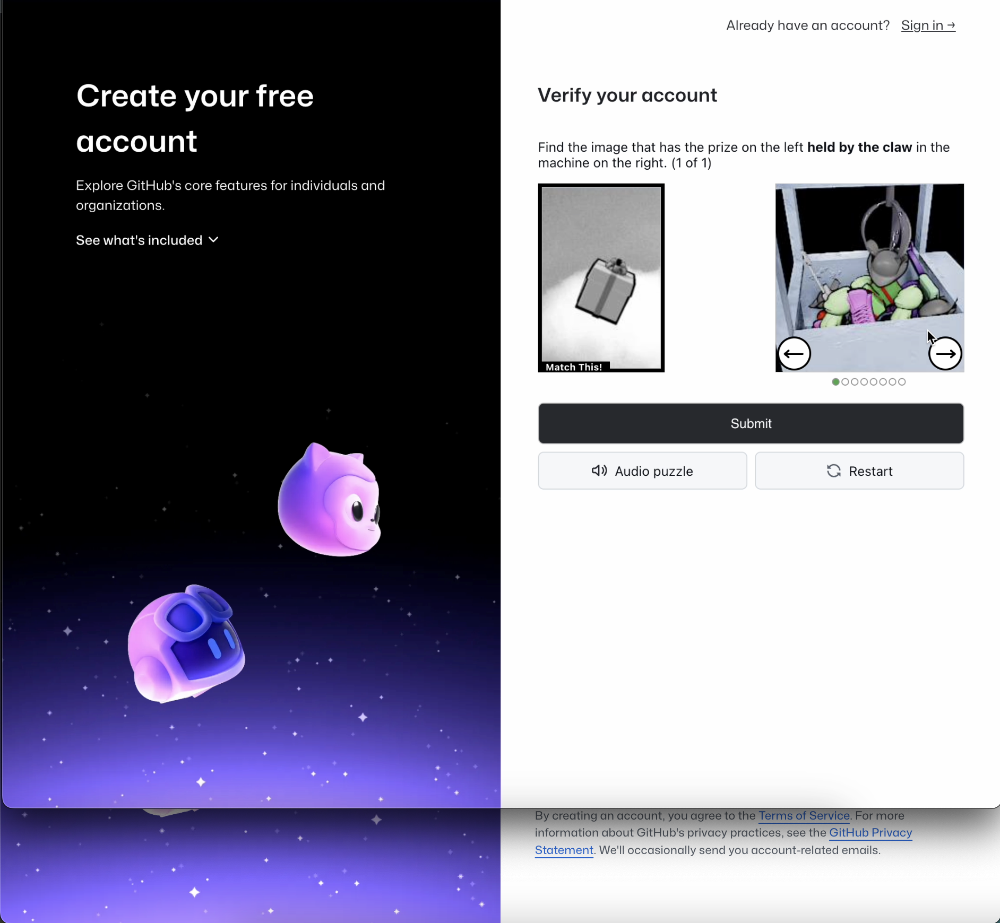 Already have an account? Sign in →
Create your free
account
Explore GitHub's core features for individuals and
organizations.
See what's included
Verify your account
Find the image that has the prize on the left held by the claw in the
machine on the right. (1 of 1)
Match This!
Submit
Audio puzzle
Restart
By creating an account, you agree to the Terms of Service. For more
information about GitHub's privacy practices, see the GitHub Privacy
Statement. We'll occasionally send you account-related emails.